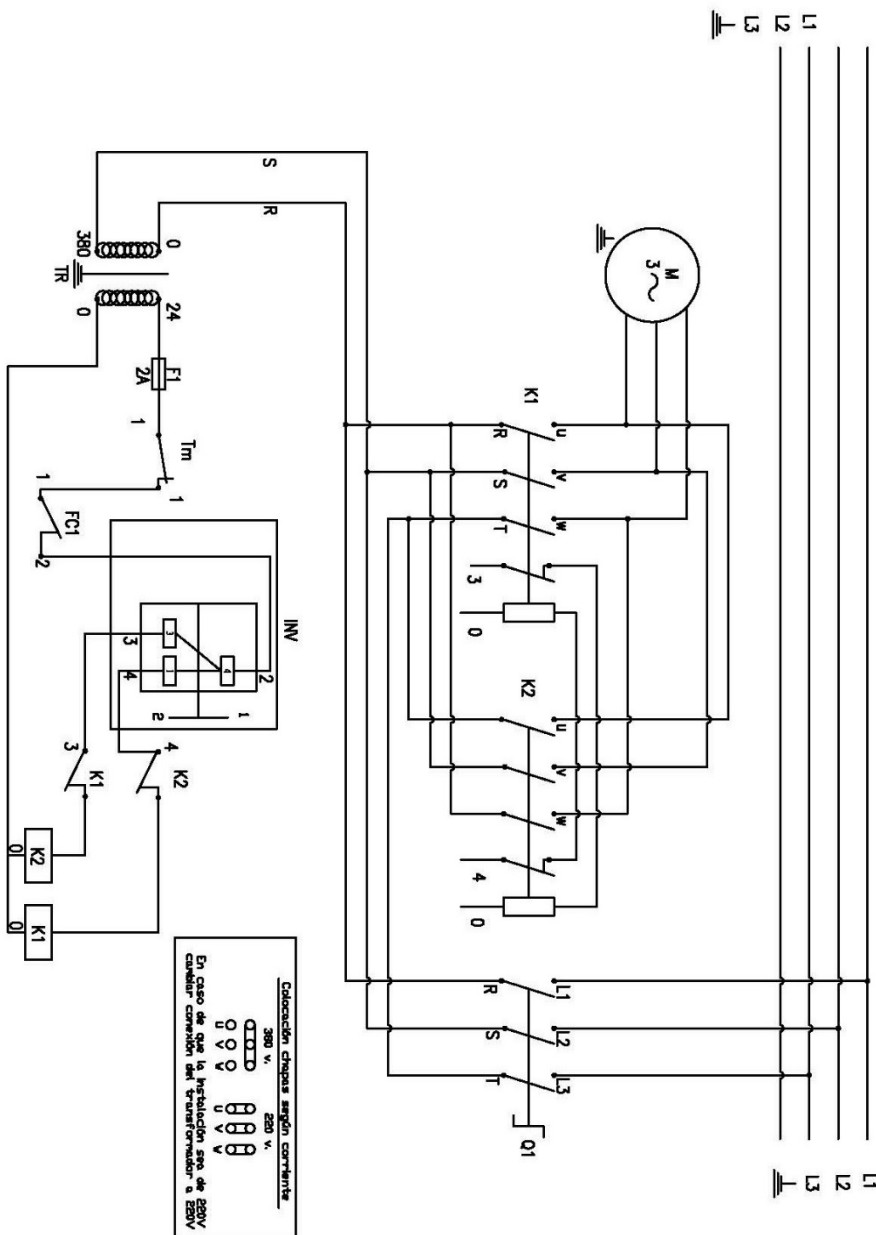 L1
L2
L3
L1
L2
L3
M
3
K1
u
v
w
R
S
T
3
0
K2
u
v
w
4
0
L1
L2
L3
R
S
T
Q1
S
R
380
0
TR
0
24
F1
2A
1
Tm
1
1
FC1
2
INV
3
1
4
2
3
4
1
2
3
K1
4
K2
0
K2
0
K1
Colocación chapas según corriente
380 v.
220 v.
U V W
U V W
En caso de que la instalación sea de 220V
cambiar conexión del transformador a 220V